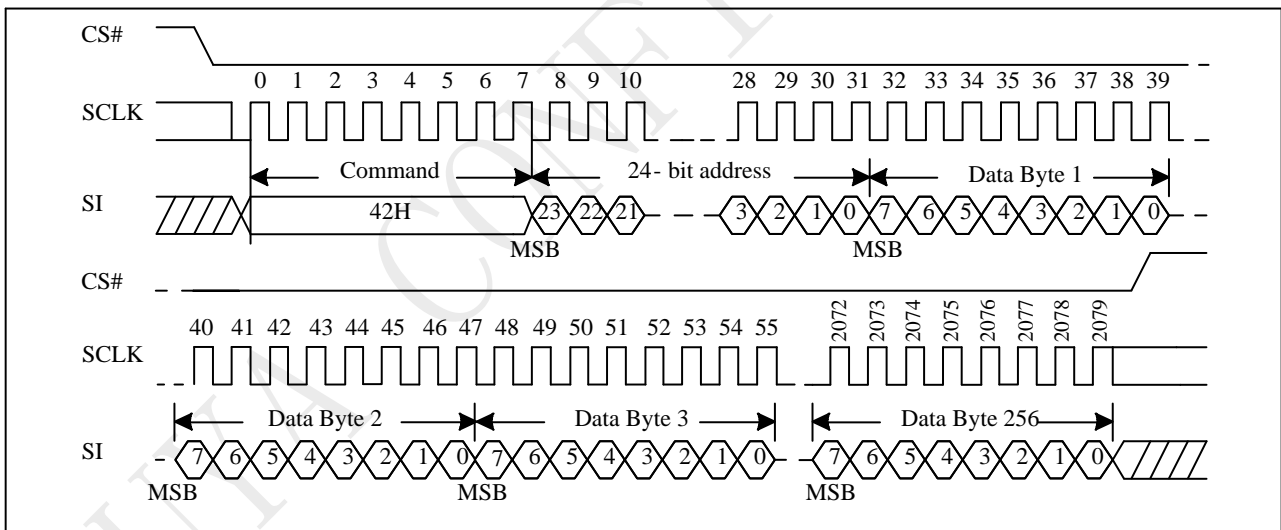 CS#
0 1 2 3 4 5 6 7 8 9 10 28 29 30 31 32 33 34 35 36 37 38 39
SCLK
Command 24- bit address Data Byte 1
SI 42H 23 22 21 3 2 1 0 7 6 5 4 3 2 1 0
MSB MSB
CS#
40 41 42 43 44 45 46 47 48 49 50 51 52 53 54 55 2072 2073 2074 2075 2076 2077 2078 2079
SCLK
Data Byte 2 Data Byte 3 Data Byte 256
SI 7 6 5 4 3 2 1 0 7 6 5 4 3 2 1 0 7 6 5 4 3 2 1 0
MSB MSB MSB